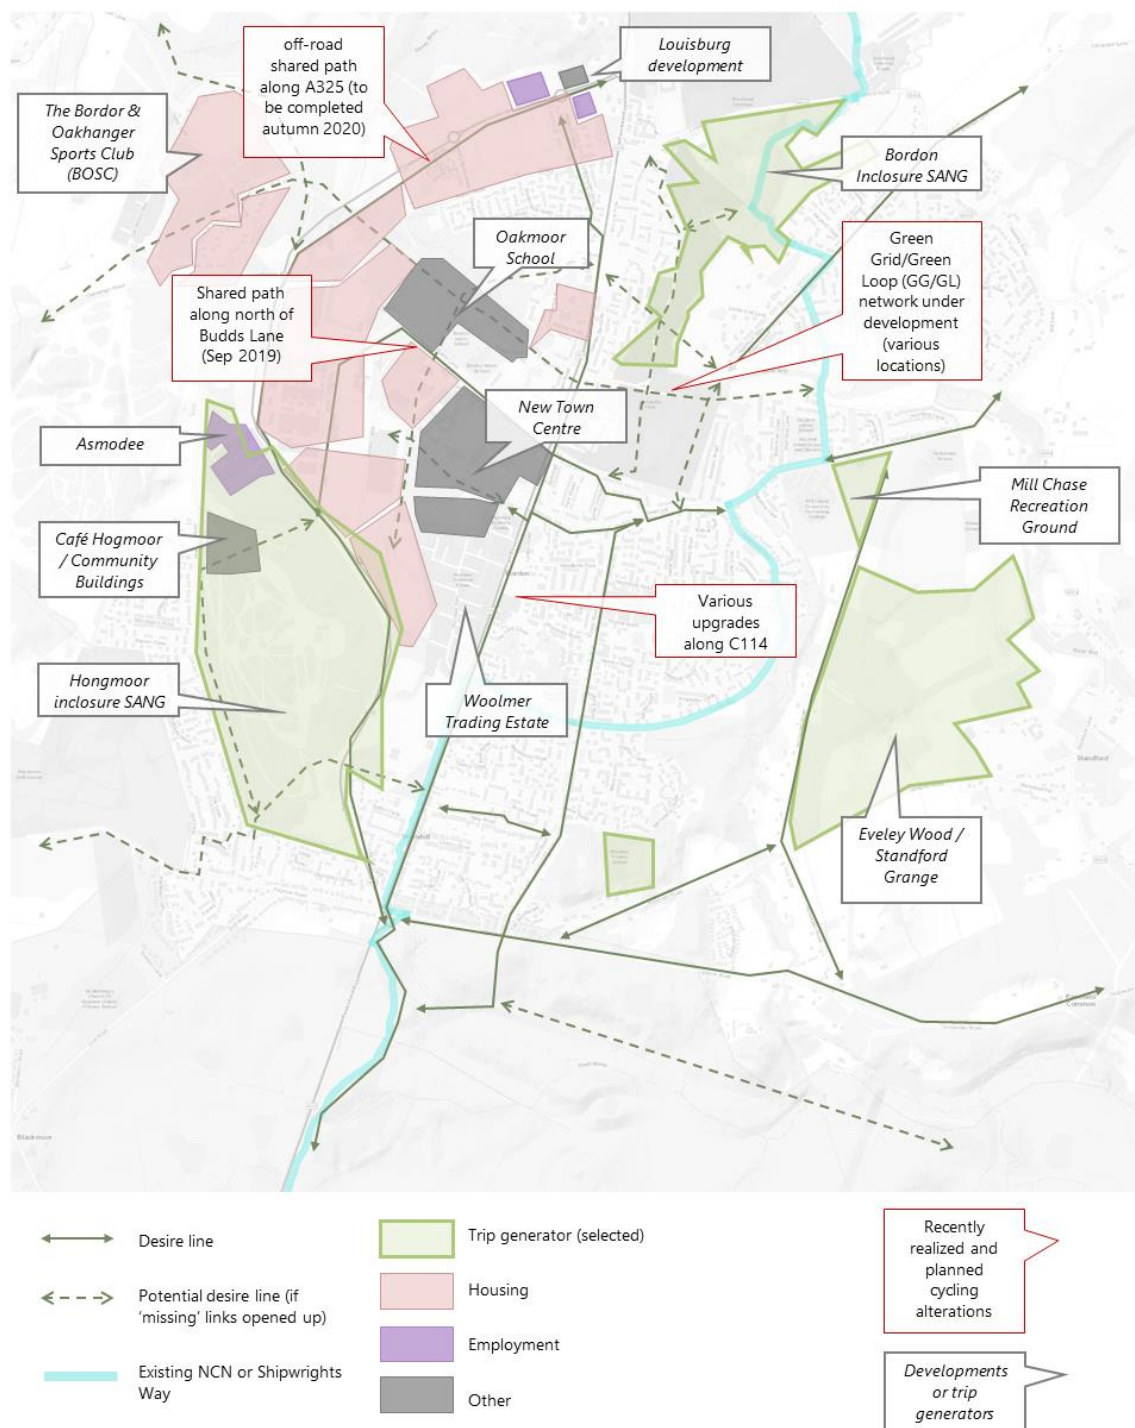 off-road
shared path
along A325 (to
be completed
autumn 2020)
Louisburg
development
The Bordor &
Oakhanger
Sports Club
(BOSC)
Bordon
Inclosure SANG
Oakmoor
School
Green
Grid/Green
Loop (GG/GL)
network under
development
(various
locations)
Shared path
along north of
Budds Lane
(Sep 2019)
New Town
Centre
Asmodee
Mill Chase
Recreation
Ground
Café Hogmoor
/ Community
Buildings
Various
upgrades
along C114
Hongmoor
inclosure SANG
Woolmer
Trading Estate
Standford
Eveley Wood /
Standford
Grange
Blackmoor
Desire line
Potential desire line (if
‘missing’ links opened up)
Existing NCN or Shipwrights
Way
Trip generator (selected)
Housing
Employment
Other
Recently
realized and
planned
cycling
alterations
Developments
or trip
generators